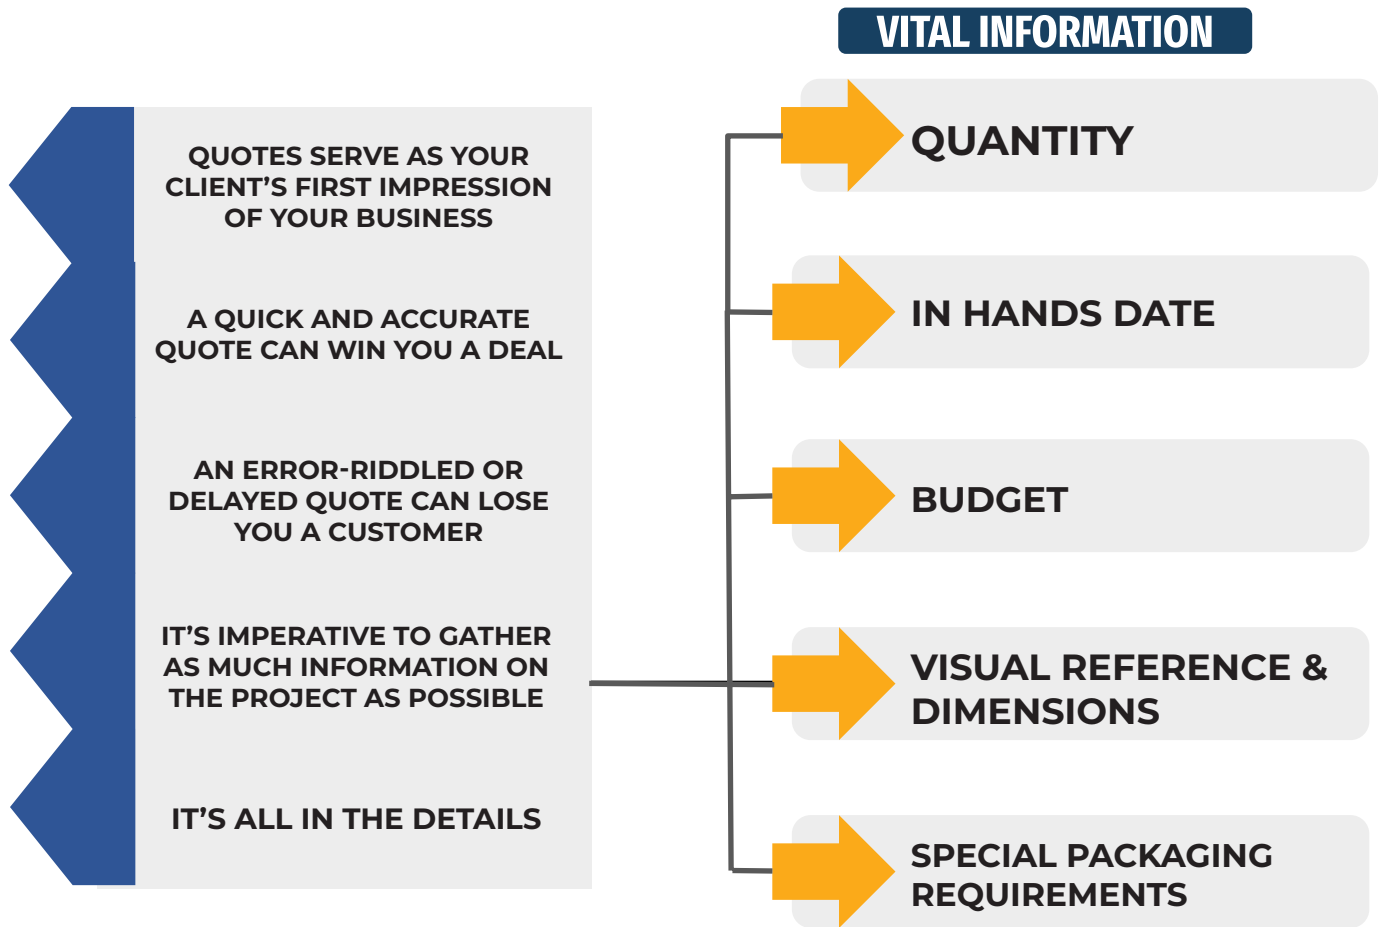 VITAL INFORMATION
QUOTES SERVE AS YOUR
CLIENT’S FIRST IMPRESSION
OF YOUR BUSINESS
A QUICK AND ACCURATE
QUOTE CAN WIN YOU A DEAL
AN ERROR-RIDDLED OR
DELAYED QUOTE CAN LOSE
YOU A CUSTOMER
IT’S IMPERATIVE TO GATHER
AS MUCH INFORMATION ON
THE PROJECT AS POSSIBLE
IT’S ALL IN THE DETAILS
QUANTITY
IN HANDS DATE
BUDGET
VISUAL REFERENCE &
DIMENSIONS
SPECIAL PACKAGING
REQUIREMENTS